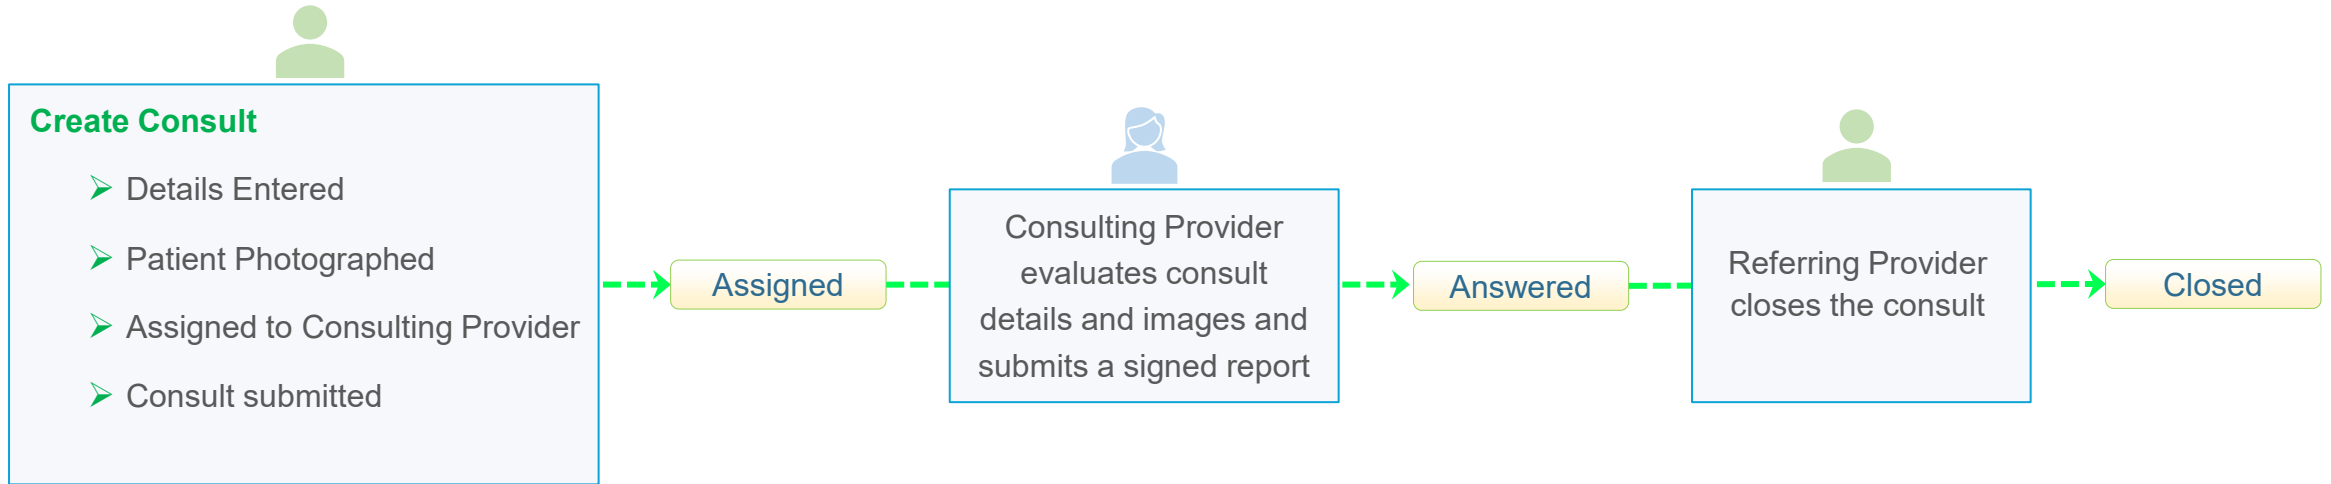 Create Consult
Details Entered
Patient Photographed
Assigned to Consulting Provider
Consult submitted
Assigned
Consulting Provider
evaluates consult
details and images and
submits a signed report
Answered
Referring Provider
closes the consult
Closed